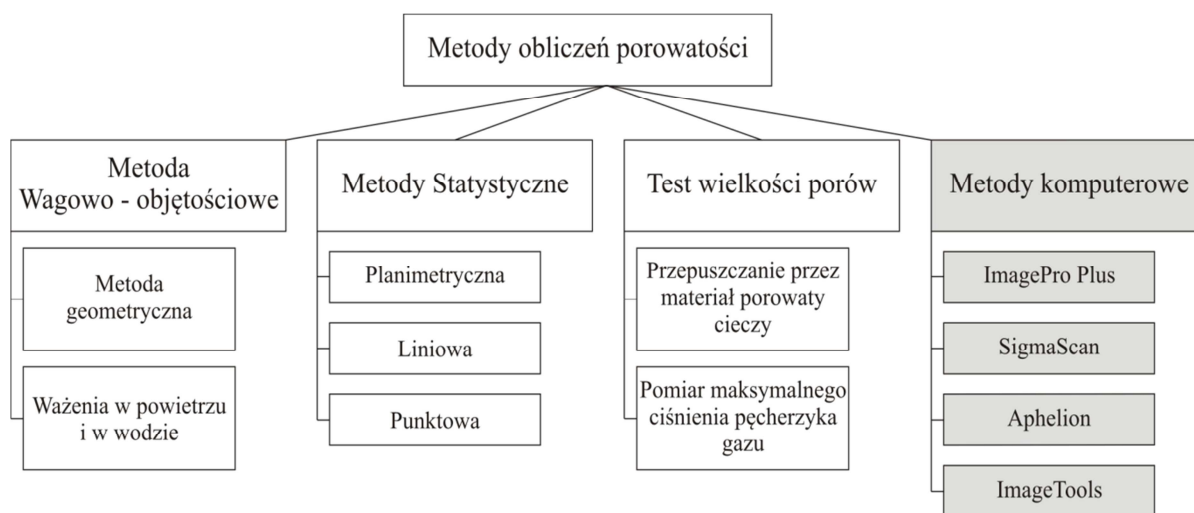 Metody obliczeń porowatości
Metoda
Wagowo - objętościowe
Metoda
geometryczna
Ważenia w powietrzu
i w wodzie
Metody Statystyczne
Planimetryczna
Liniowa
Punktowa
Test wielkości porów
Przepuszczanie przez
materiał porowaty
cieczy
Pomiar maksymalnego
ciśnienia pęcherzyka
gazu
Metody komputerowe
ImagePro Plus
SigmaScan
Aphelion
ImageTools